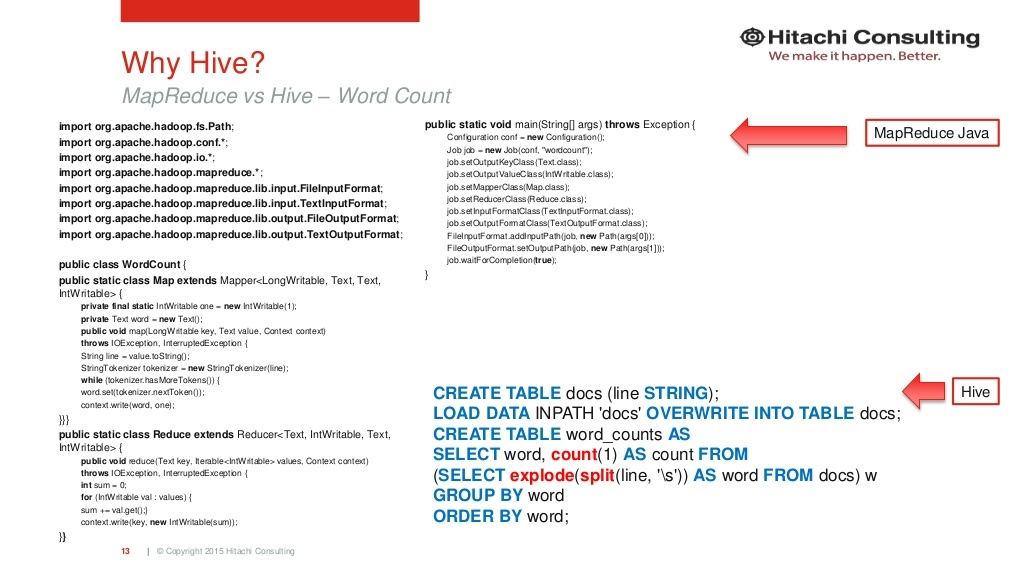 Hitachi Consulting
We make it happen. Better.
Why Hive?
MapReduce vs Hive – Word Count
import org.apache.hadoop.fs.Path;
import org.apache.hadoop.conf.*;
import org.apache.hadoop.io.*;
import org.apache.hadoop.mapreduce.*;
import org.apache.hadoop.mapreduce.lib.input.FileInputFormat;
import org.apache.hadoop.mapreduce.lib.input.TextInputFormat;
import org.apache.hadoop.mapreduce.lib.output.FileOutputFormat;
import org.apache.hadoop.mapreduce.lib.output.TextOutputFormat;
public class WordCount {
public static class Map extends Mapper<LongWritable, Text, Text,
IntWritable> {
private final static IntWritable one = new IntWritable(1);
private Text word = new Text();
public void map(LongWritable key, Text value, Context context)
throws IOException, InterruptedException {
String line = value.toString();
StringTokenizer tokenizer = new StringTokenizer(line);
while (tokenizer.hasMoreTokens()) {
word.set(tokenizer.nextToken());
context.write(word, one);
}}}
public static class Reduce extends Reducer<Text, IntWritable, Text,
IntWritable> {
public void reduce(Text key, Iterable<IntWritable> values, Context context)
throws IOException, InterruptedException {
int sum = 0;
for (IntWritable val : values) {
sum += val.get();}
context.write(key, new IntWritable(sum));
}}
public static void main(String[] args) throws Exception {
Configuration conf = new Configuration();
Job job = new Job(conf, "wordcount");
job.setOutputKeyClass(Text.class);
job.setOutputValueClass(IntWritable.class);
job.setMapperClass(Map.class);
job.setReducerClass(Reduce.class);
job.setInputFormatClass(TextInputFormat.class);
job.setOutputFormatClass(TextOutputFormat.class);
FileInputFormat.addInputPath(job, new Path(args[0]));
FileOutputFormat.setOutputPath(job, new Path(args[1]));
job.waitForCompletion(true);
}
MapReduce Java
CREATE TABLE docs (line STRING);
LOAD DATA INPATH 'docs' OVERWRITE INTO TABLE docs;
CREATE TABLE word_counts AS
SELECT word, count(1) AS count FROM
(SELECT explode(split(line, '\s')) AS word FROM docs) w
GROUP BY word
ORDER BY word;
Hive
13 | © Copyright 2015 Hitachi Consulting